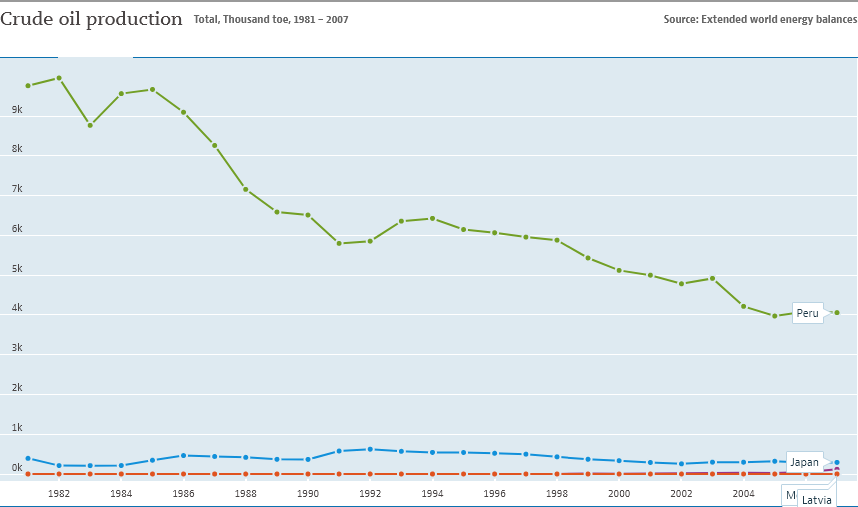 Crude oil production Total, Thousand toe, 1981 – 2007 Source: Extended world energy balances
9k
8k
7k
6k
5k
4k
Peru
3k
2k
1k
Japan
0k
1982 1984 1986 1988 1990 1992 1994 1996 1998 2000 2002 2004
M
Latvia